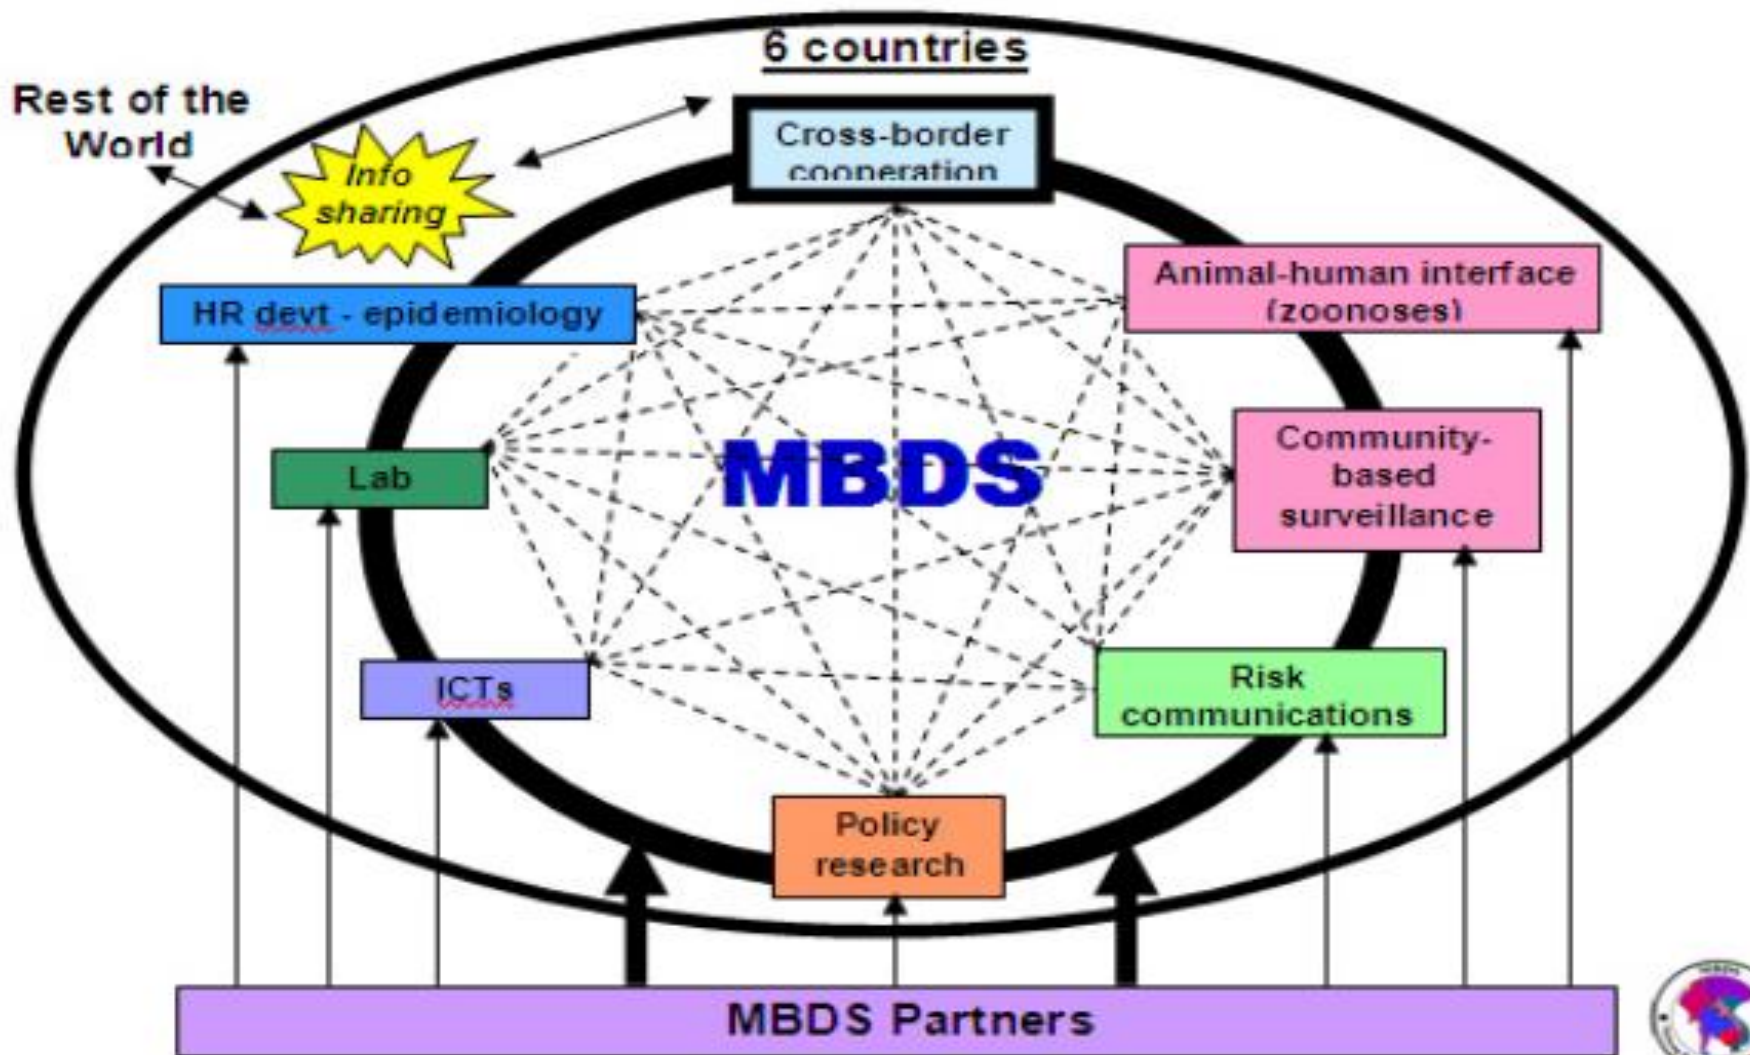 6 countries
Rest of the
World
Info
sharing
Cross-border
cooperation
HR devt - epidemiology
Animal-human interface
(zoonoses)
Lab
MBDS
Community-
based
surveillance
ICTs
Risk
communications
Policy
research
MBDS Partners